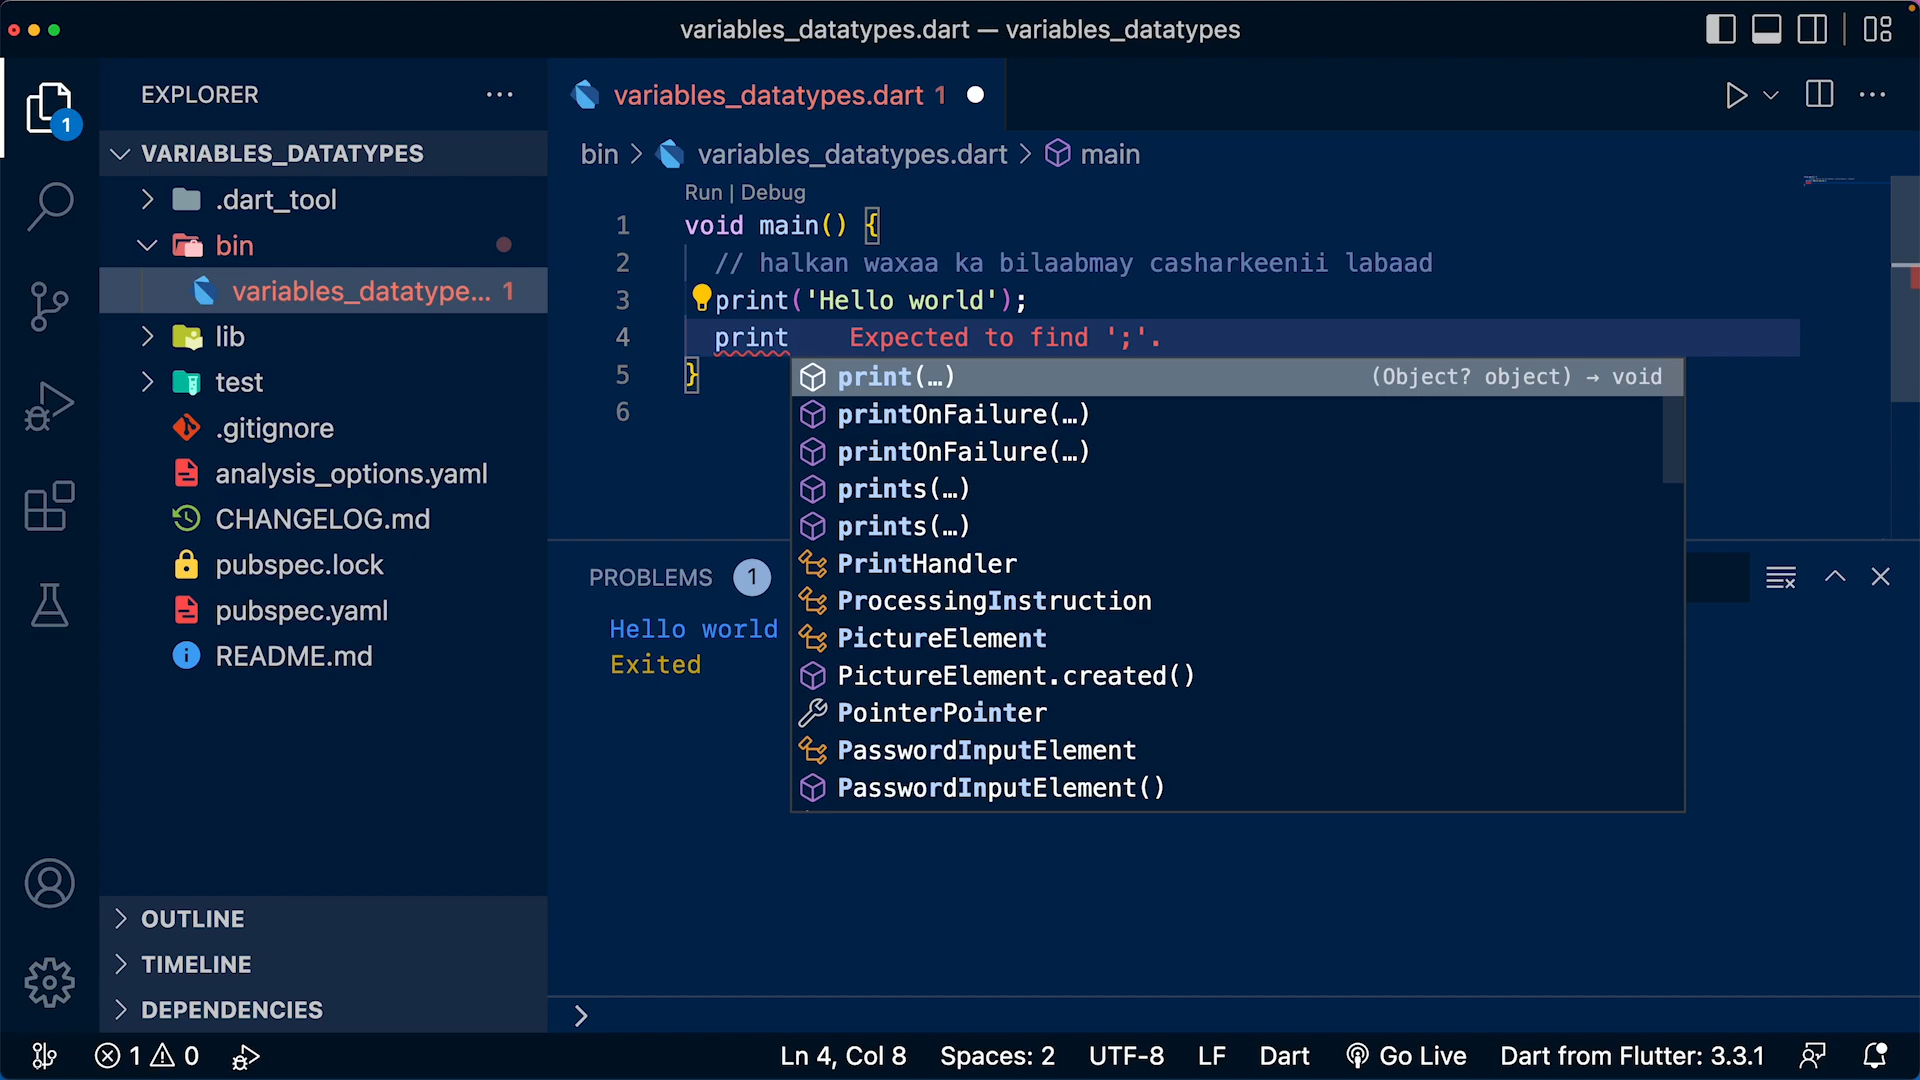 variables_datatypes.dart — variables_datatypes
EXPLORER
1
VARIABLES_DATATYPES
.dart_tool
bin
variables_datatype... 1
lib
test
.gitignore
analysis_options.yaml
CHANGELOG.md
pubspec.lock
pubspec.yaml
README.md
OUTLINE
TIMELINE
DEPENDENCIES
variables_datatypes.dart 1
bin > variables_datatypes.dart > main
Run | Debug
1 void main() {
2 // halkan waxaa ka bilaabmay casharkeenii labaad
3 print('Hello world');
4 print Expected to find ';'.
5 }
6
print(…) (Object? object) → void
printOnFailure(…)
printOnFailure(…)
prints(…)
prints(…)
PrintHandler
ProcessingInstruction
PictureElement
PictureElement.created()
PointerPointer
PasswordInputElement
PasswordInputElement()
PROBLEMS 1
Hello world
Exited
1 0 Ln 4, Col 8 Spaces: 2 UTF-8 LF Dart Go Live Dart from Flutter: 3.3.1